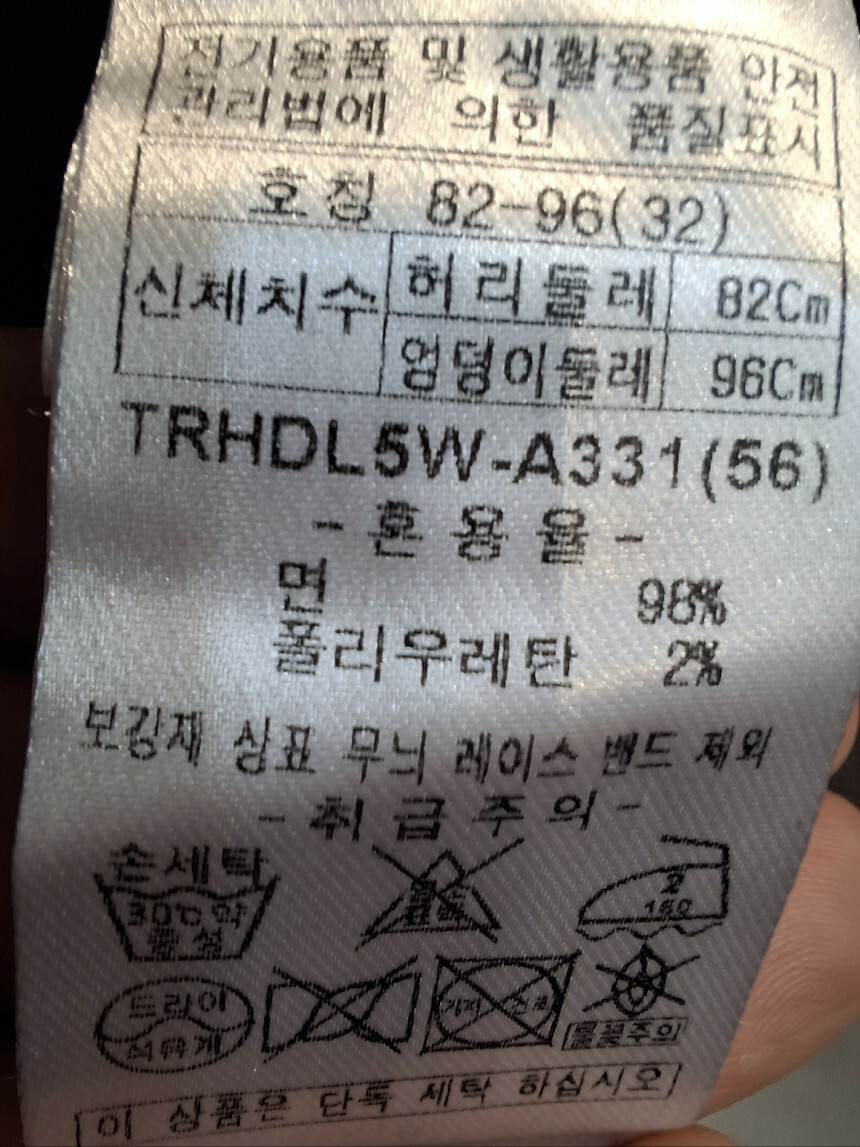 전기용품 및 생활용품 안전
관리법에 의한 품질표시
호칭 82-96(32)
신체치수 허리둘레 82Cm
엉덩이둘레 96Cm
TRHDL5W-A331(56)
- 혼용율 -
면 98%
폴리우레탄 2%
보강재 상표 무늬 레이스 밴드 제외
- 취급주의 -
손세탁
30℃약
중성
2
160
드라이
석유계
기계 건조
불꽃주의
이 상품은 단독 세탁 하십시오